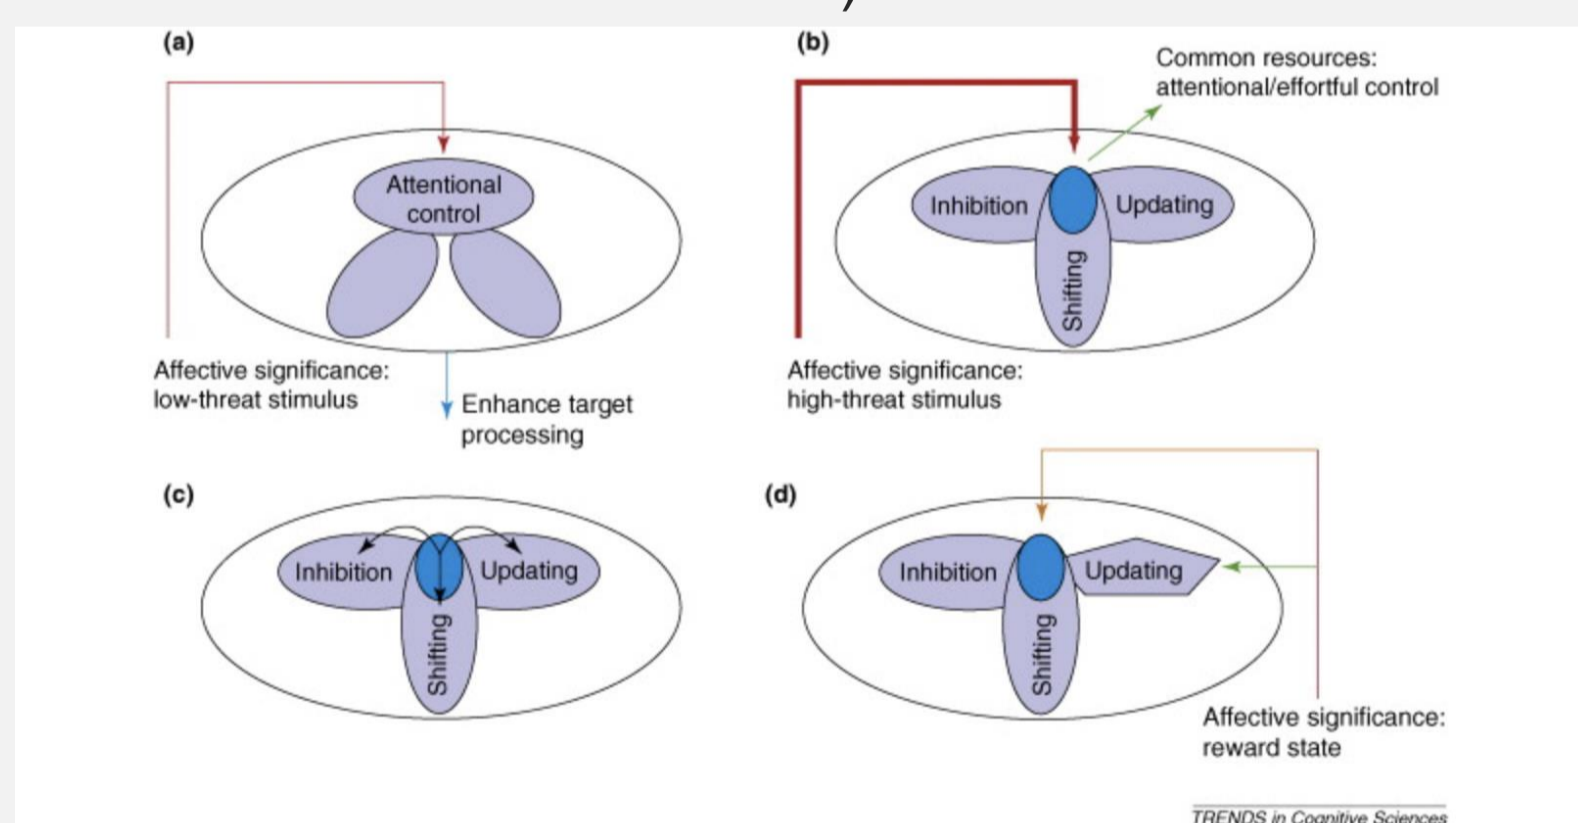 (a)
Attentional
control
Affective significance:
low-threat stimulus
Enhance target
processing
(b)
Common resources:
attentional/effortful control
Inhibition
Updating
Shifting
Affective significance:
high-threat stimulus
(c)
Inhibition
Updating
Shifting
(d)
Inhibition
Updating
Shifting
Affective significance:
reward state
TRENDS in Cognitive Sciences